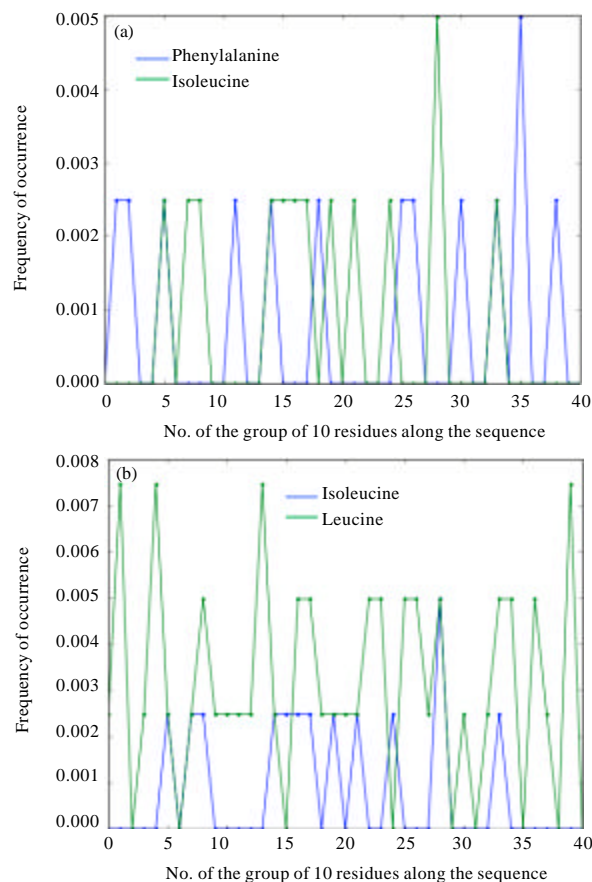 (a)
Phenylalanine
Isoleucine
Frequency of occurrence
0.005
0.004
0.003
0.002
0.001
0.000
0 5 10 15 20 25 30 35 40
No. of the group of 10 residues along the sequence
(b)
Isoleucine
Leucine
Frequency of occurrence
0.008
0.007
0.006
0.005
0.004
0.003
0.002
0.001
0.000
0 5 10 15 20 25 30 35 40
No. of the group of 10 residues along the sequence